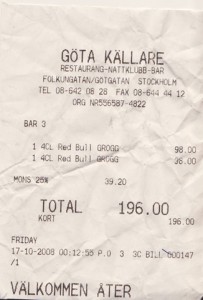 GÖTA KÄLLARE
RESTAURANG-NATTKLUBB-BAR
FOLKUNGATAN/GÖTGATAN STOCKHOLM
TEL 08-642 08 28 FAX 08-644 44 12
ORG NR556587-4822
BAR 3
1 4CL Red Bull GROGG 98.00
1 4CL Red Bull GROGG
MOMS 25% 39.20
TOTAL 196.00
KORT 196.00
FRIDAY
17-10-2008 00:12:55 P.O 3 3C BILL 000147
/1
VÄLKOMMEN ÅTER